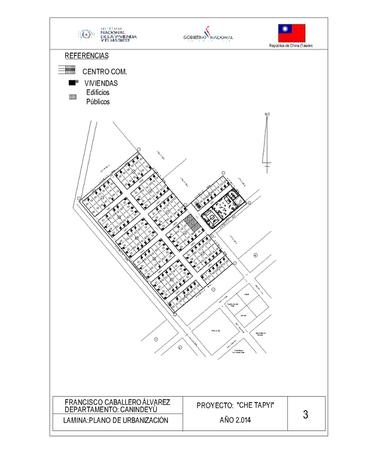 SECRETARÍA
NACIONAL
DE LA VIVIENDA
Y EL HÁBITAT
GOBIERNO NACIONAL
República de China (Taiwán)
REFERENCIAS
CENTRO COM.
VIVIENDAS
Edificios
Públicos
FRANCISCO CABALLERO ÁLVAREZ
DEPARTAMENTO: CANINDEYÚ
LAMINA:PLANO DE URBANIZACIÓN
PROYECTO: "CHE TAPYI"
AÑO 2.014
3